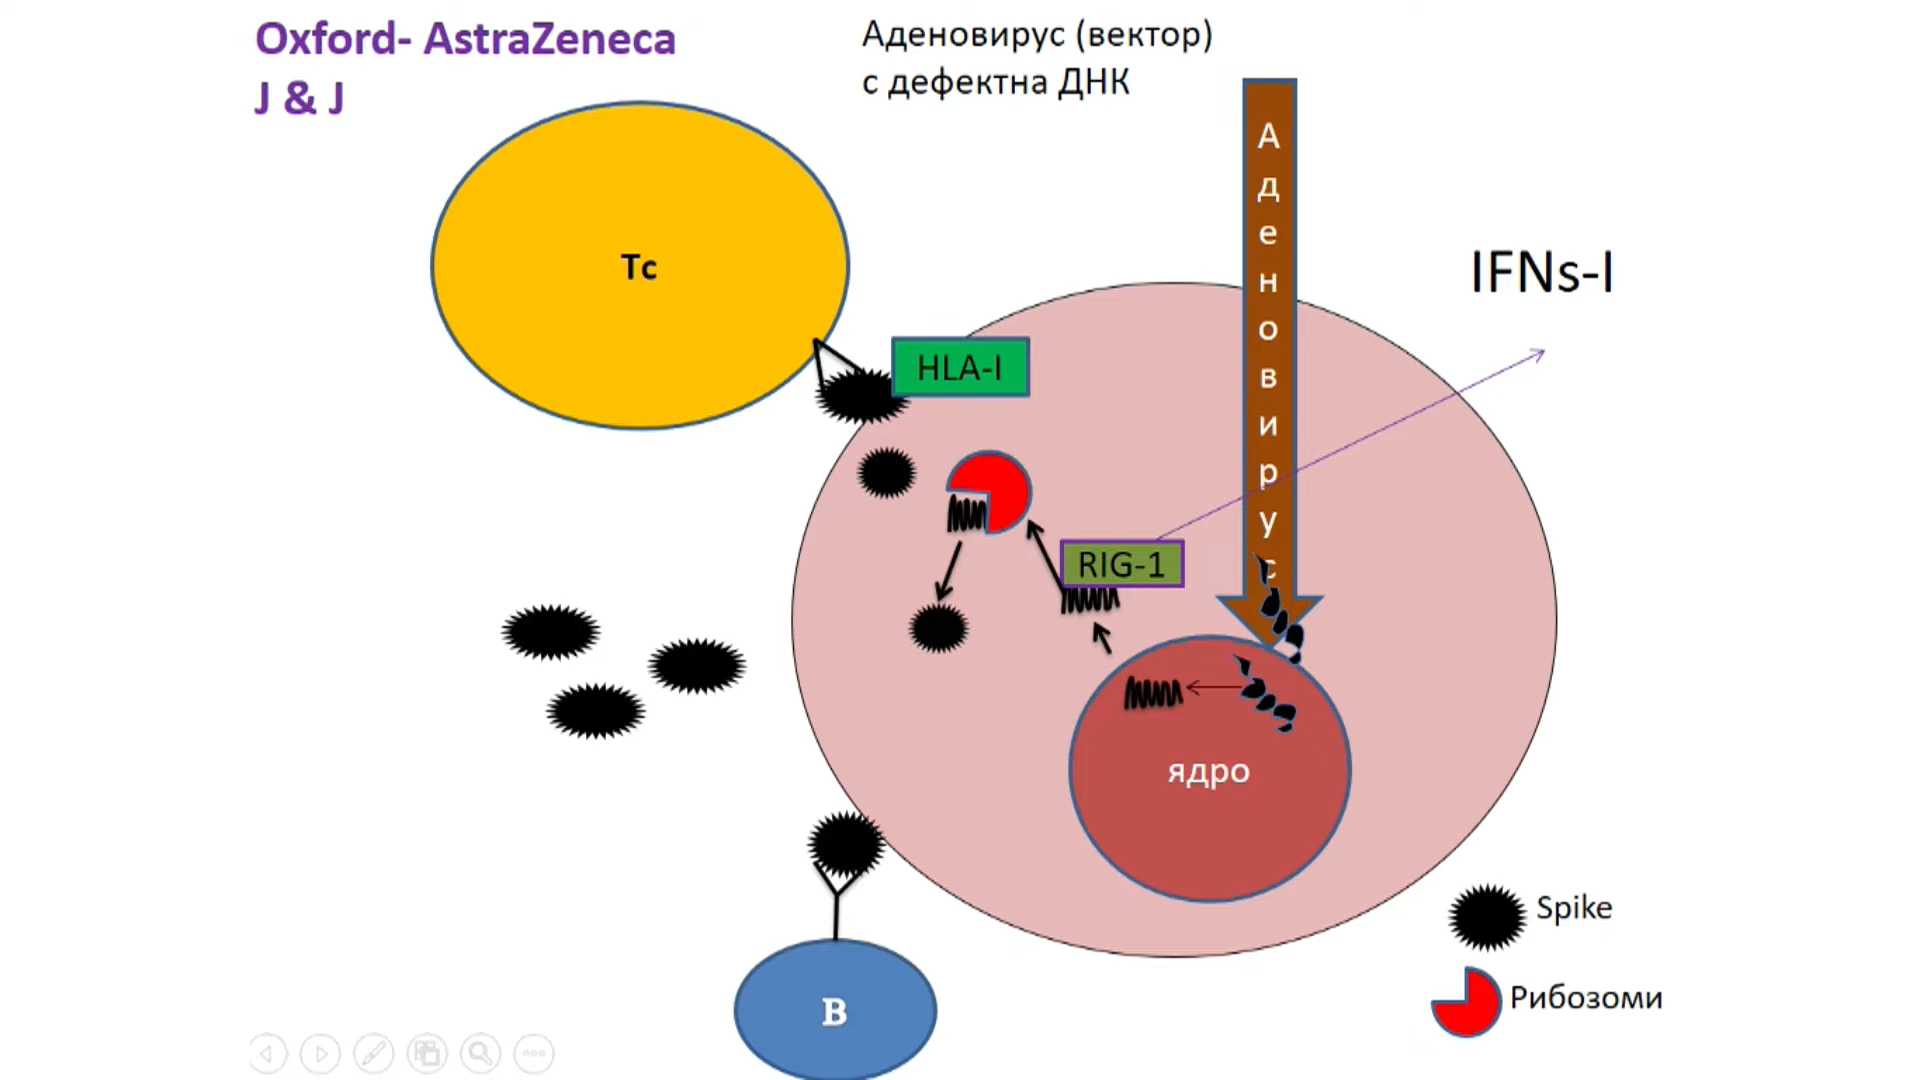 Oxford- AstraZeneca
J & J
Аденовирус (вектор)
с дефектна ДНК
Аденовирус
IFNs-I
Tc
HLA-I
RIG-1
ядро
B
Spike
Рибозоми